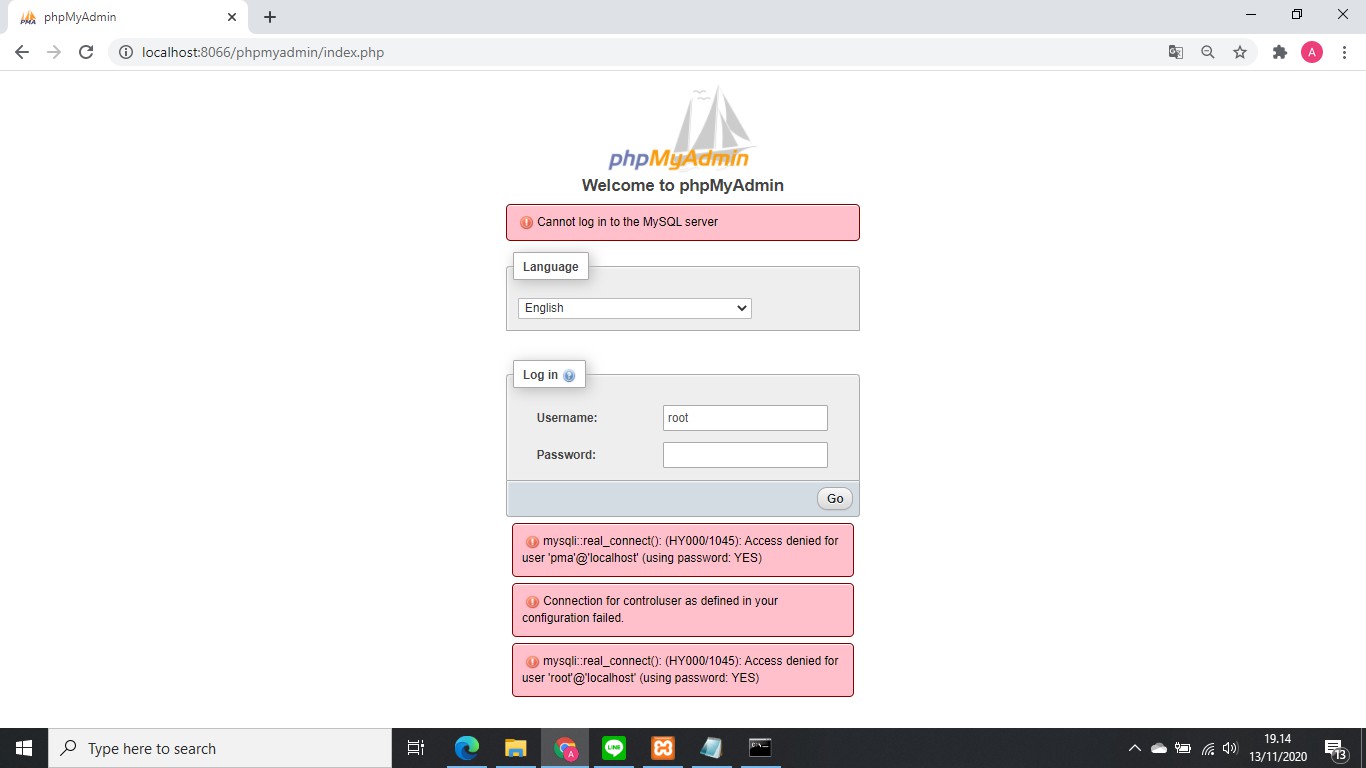 phpMyAdmin
localhost:8066/phpmyadmin/index.php
A
phpMyAdmin
Welcome to phpMyAdmin
Cannot log in to the MySQL server
Language
English
Log in
Username:
root
Password:
Go
mysqli::real_connect(): (HY000/1045): Access denied for
user 'pma'@'localhost' (using password: YES)
Connection for controluser as defined in your
configuration failed.
mysqli::real_connect(): (HY000/1045): Access denied for
user 'root'@'localhost' (using password: YES)
Type here to search
A
LINE
19.14
13/11/2020
13